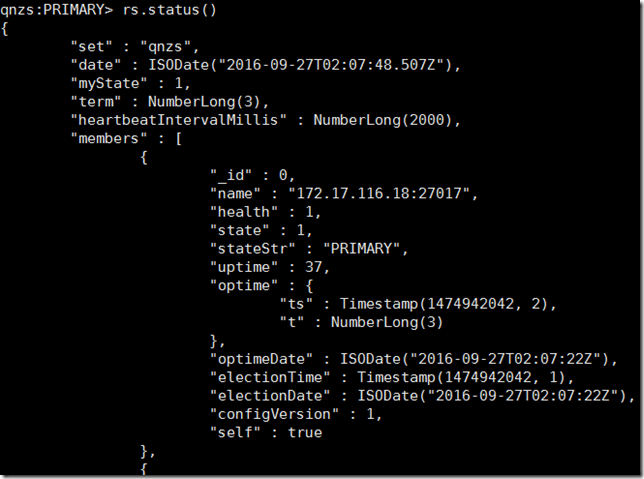 qnzs:PRIMARY> rs.status()
{
        "set" : "qnzs",
        "date" : ISODate("2016-09-27T02:07:48.507Z"),
        "myState" : 1,
        "term" : NumberLong(3),
        "heartbeatIntervalMillis" : NumberLong(2000),
        "members" : [
                {
                        "_id" : 0,
                        "name" : "172.17.116.18:27017",
                        "health" : 1,
                        "state" : 1,
                        "stateStr" : "PRIMARY",
                        "uptime" : 37,
                        "optime" : {
                                "ts" : Timestamp(1474942042, 2),
                                "t" : NumberLong(3)
                        },
                        "optimeDate" : ISODate("2016-09-27T02:07:22Z"),
                        "electionTime" : Timestamp(1474942042, 1),
                        "electionDate" : ISODate("2016-09-27T02:07:22Z"),
                        "configVersion" : 1,
                        "self" : true
                },
                {